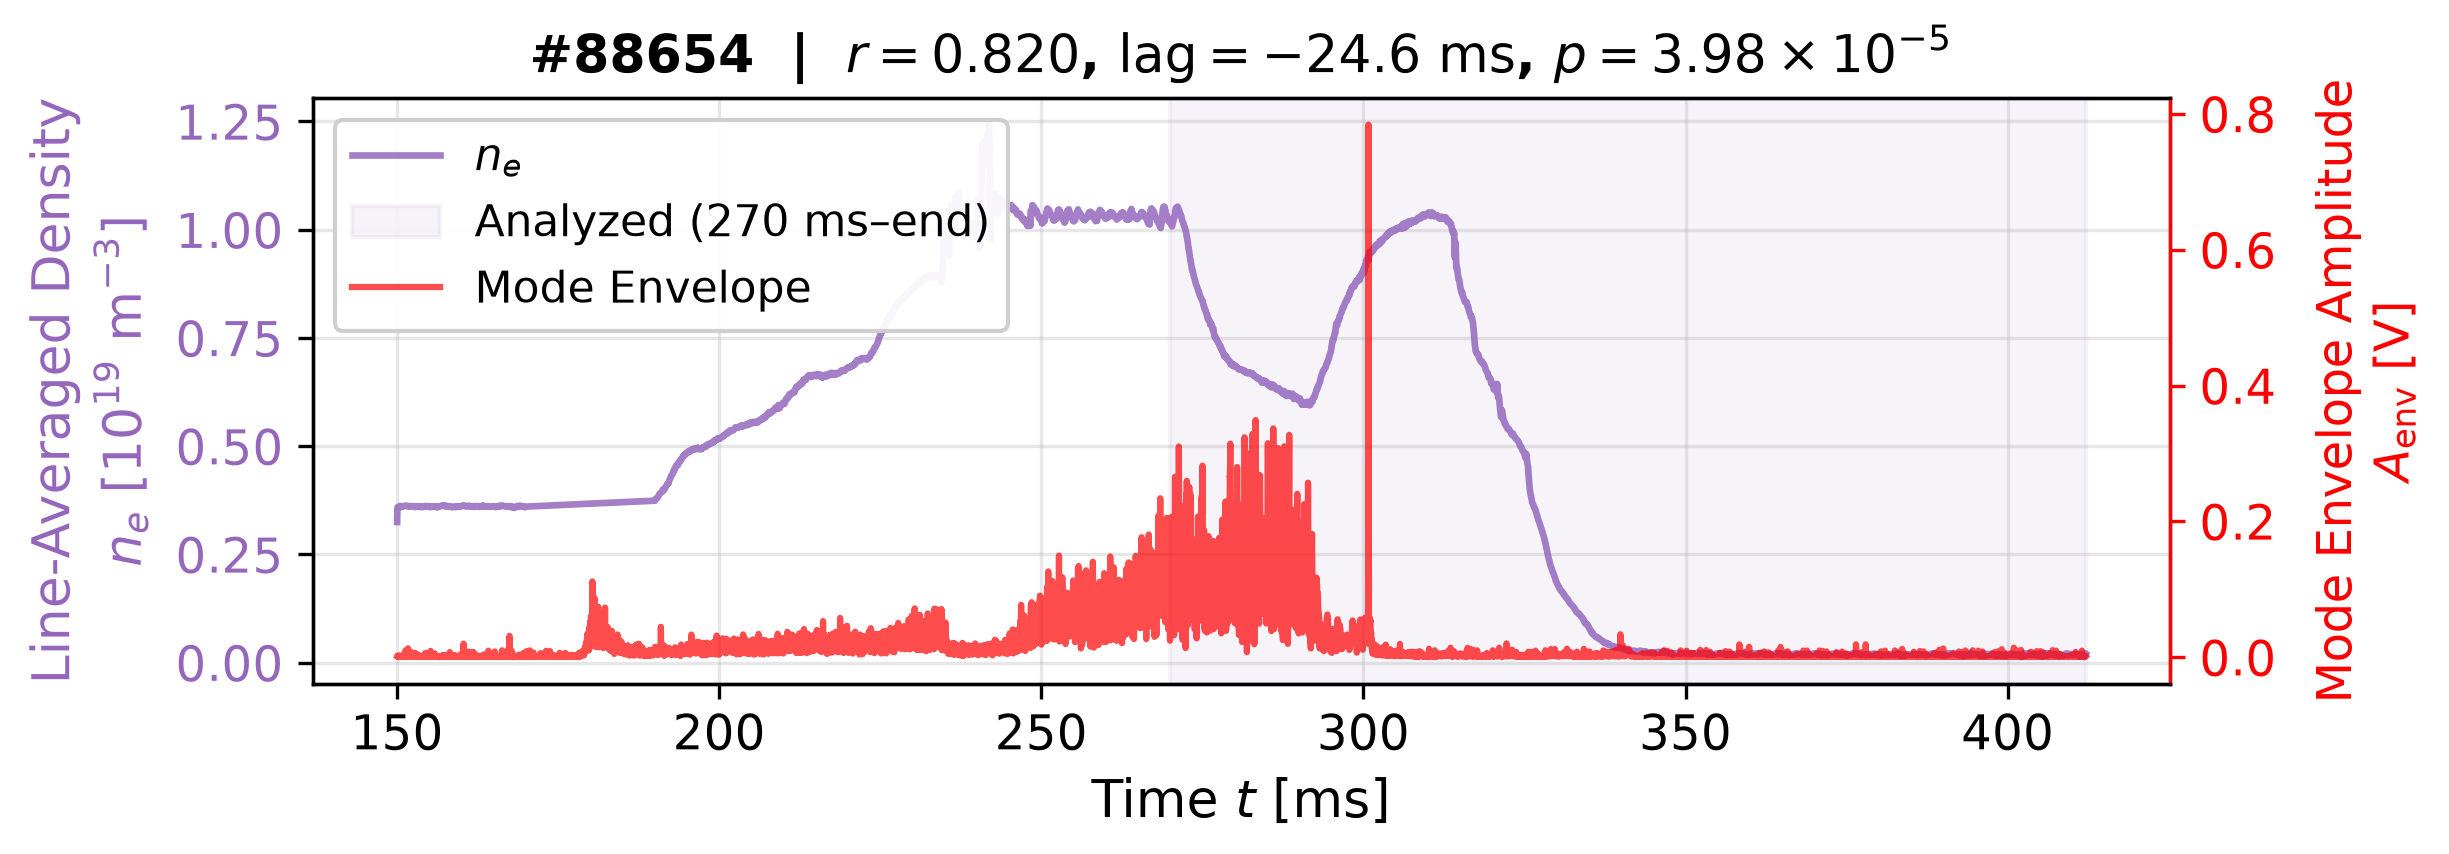 #88654 | r = 0.820, lag = −24.6 ms, p = 3.98 × 10⁻⁵
Line-Averaged Density
nₑ [10¹⁹ m⁻³]
1.25
1.00
0.75
0.50
0.25
0.00
nₑ
Analyzed (270 ms–end)
Mode Envelope
0.8
0.6
0.4
0.2
0.0
Mode Envelope Amplitude
A_env [V]
150 200 250 300 350 400
Time t [ms]